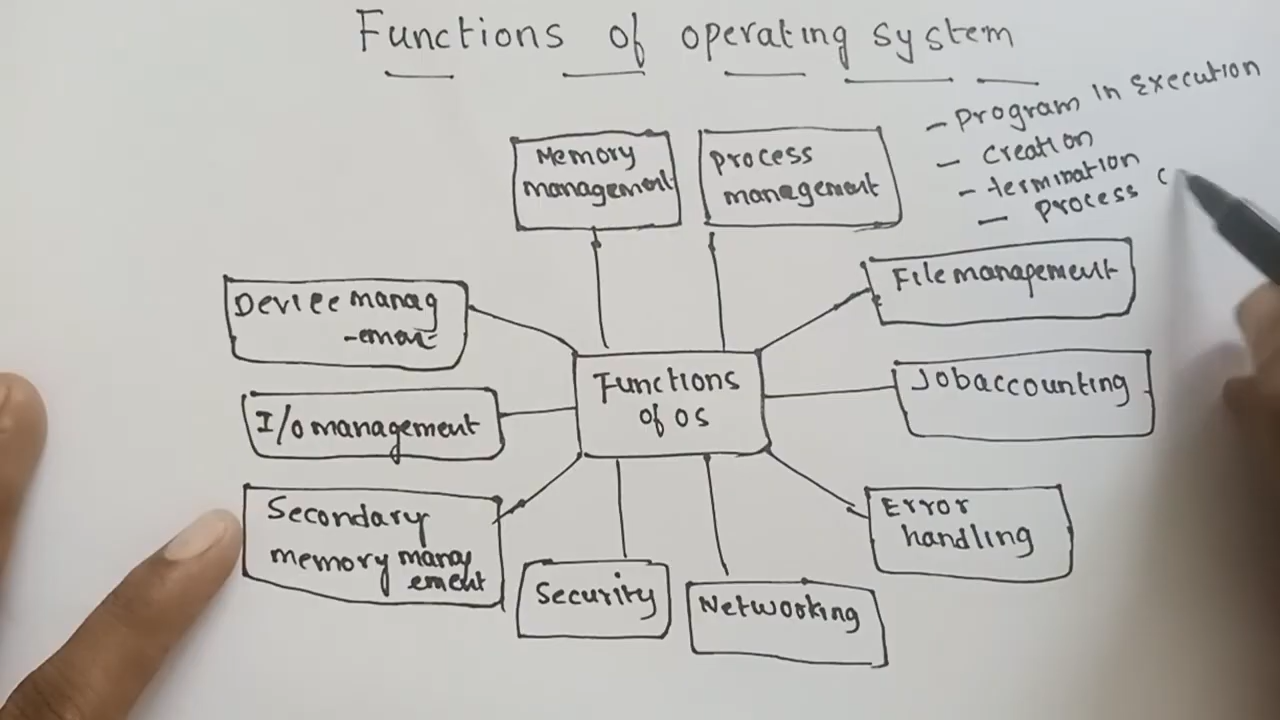 Functions of operating system
- Program in Execution
- Creation
- termination
- Process
Memory
management
Process
management
File management
Device manag
-ement
Functions
of OS
Job accounting
I/o management
Secondary
memory manag
ement
Error
handling
Security
Networking